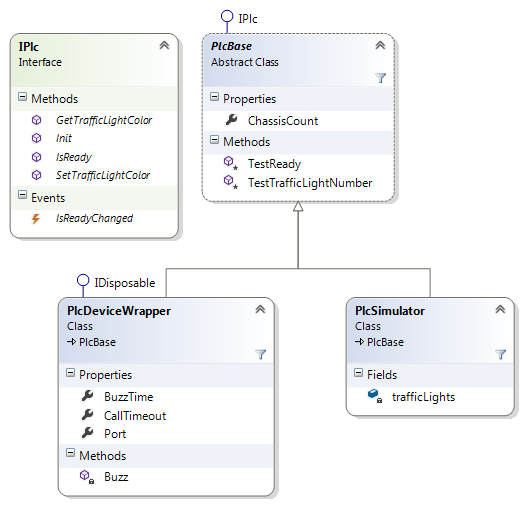 IPlc
Interface
Methods
GetTrafficLightColor
Init
IsReady
SetTrafficLightColor
Events
IsReadyChanged
IPlc
PlcBase
Abstract Class
Properties
ChassisCount
Methods
TestReady
TestTrafficLightNumber
IDisposable
PlcDeviceWrapper
Class
PlcBase
Properties
BuzzTime
CallTimeout
Port
Methods
Buzz
PlcSimulator
Class
PlcBase
Fields
trafficLights